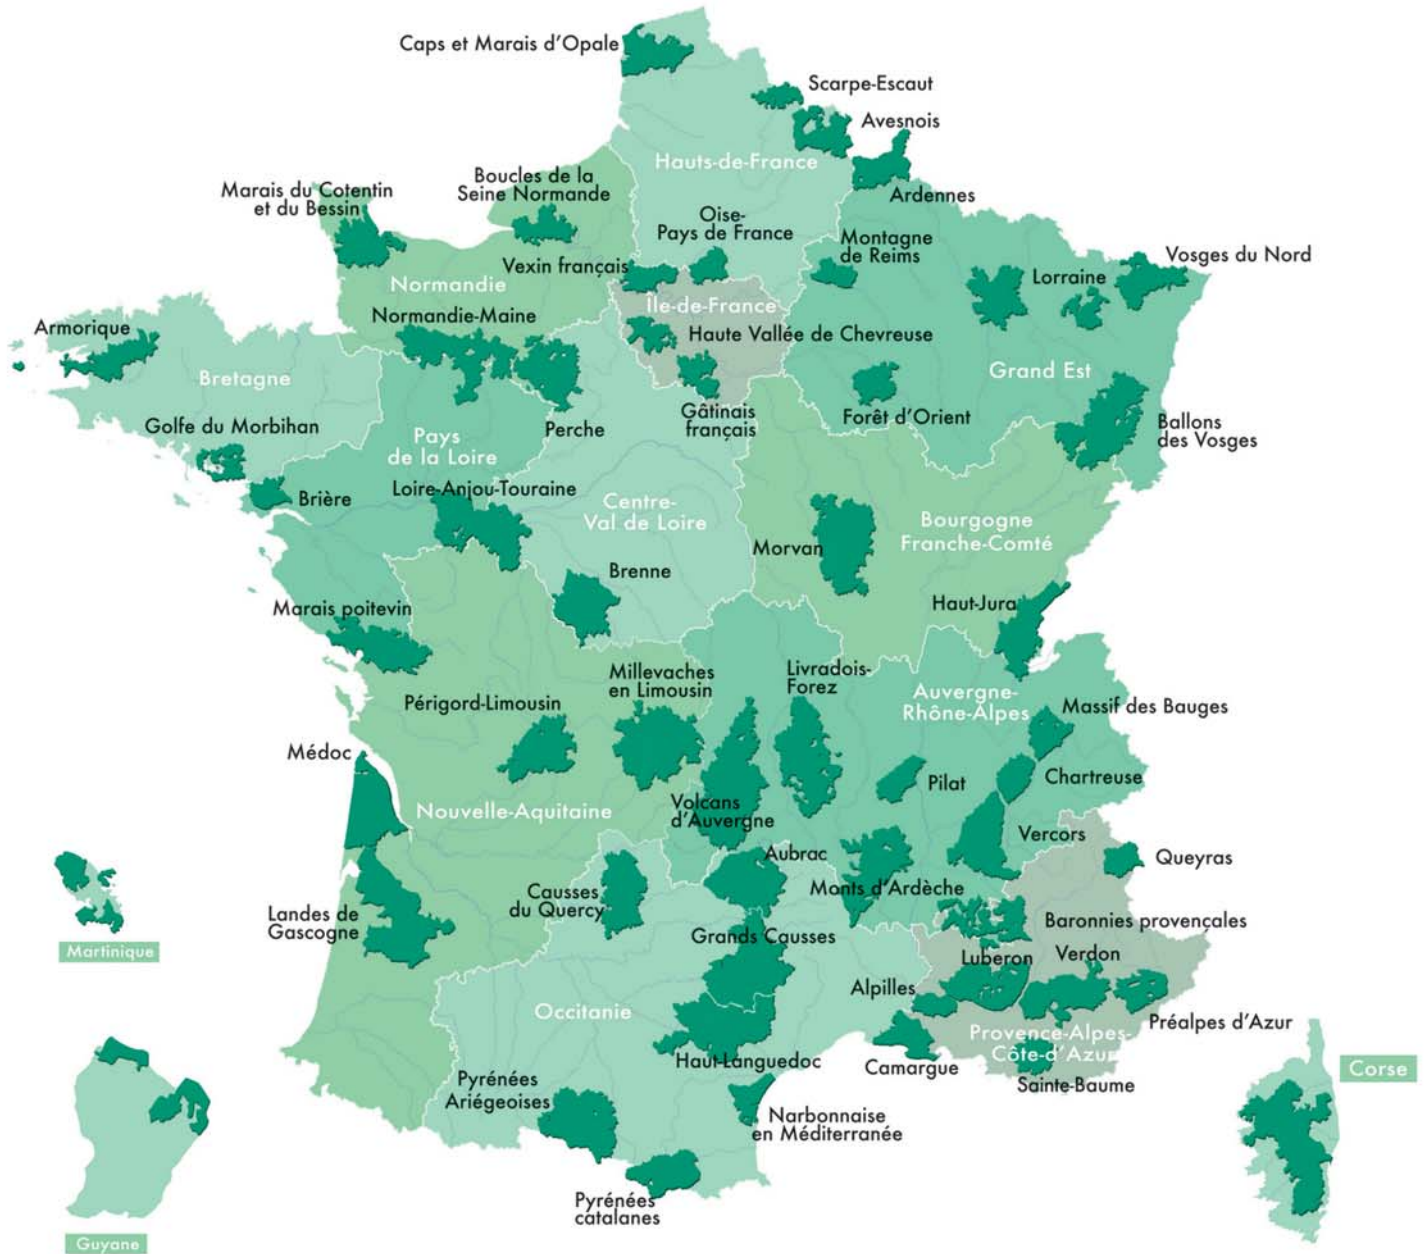 Caps et Marais d'Opale
Scarpe-Escaut
Avesnois
Hauts-de-France
Ardennes
Marais du Cotentin
et du Bessin
Boucles de la
Seine Normande
Oise-
Pays de France
Montagne
de Reims
Vosges du Nord
Vexin français
Lorraine
Normandie
Île-de-France
Normandie-Maine
Haute Vallée de Chevreuse
Armorique
Bretagne
Grand Est
Golfe du Morbihan
Perche
Gâtinais
français
Forêt d'Orient
Ballons
des Vosges
Pays
de la Loire
Brière
Loire-Anjou-Touraine
Centre-
Val de Loire
Bourgogne
Franche-Comté
Morvan
Brenne
Haut-Jura
Marais poitevin
Millevaches
en Limousin
Livradois-
Forez
Auvergne-
Rhône-Alpes
Massif des Bauges
Périgord-Limousin
Médoc
Chartreuse
Pilat
Nouvelle-Aquitaine
Volcans
d'Auvergne
Vercors
Aubrac
Queyras
Causses
du Quercy
Monts d'Ardèche
Landes de
Gascogne
Baronnies provençales
Martinique
Grands Causses
Luberon
Verdon
Alpilles
Occitanie
Préalpes d'Azur
Provence-Alpes-
Côte-d'Azur
Haut-Languedoc
Camargue
Sainte-Baume
Corse
Pyrénées
Ariégeoises
Narbonnaise
en Méditerranée
Pyrénées
catalanes
Guyane